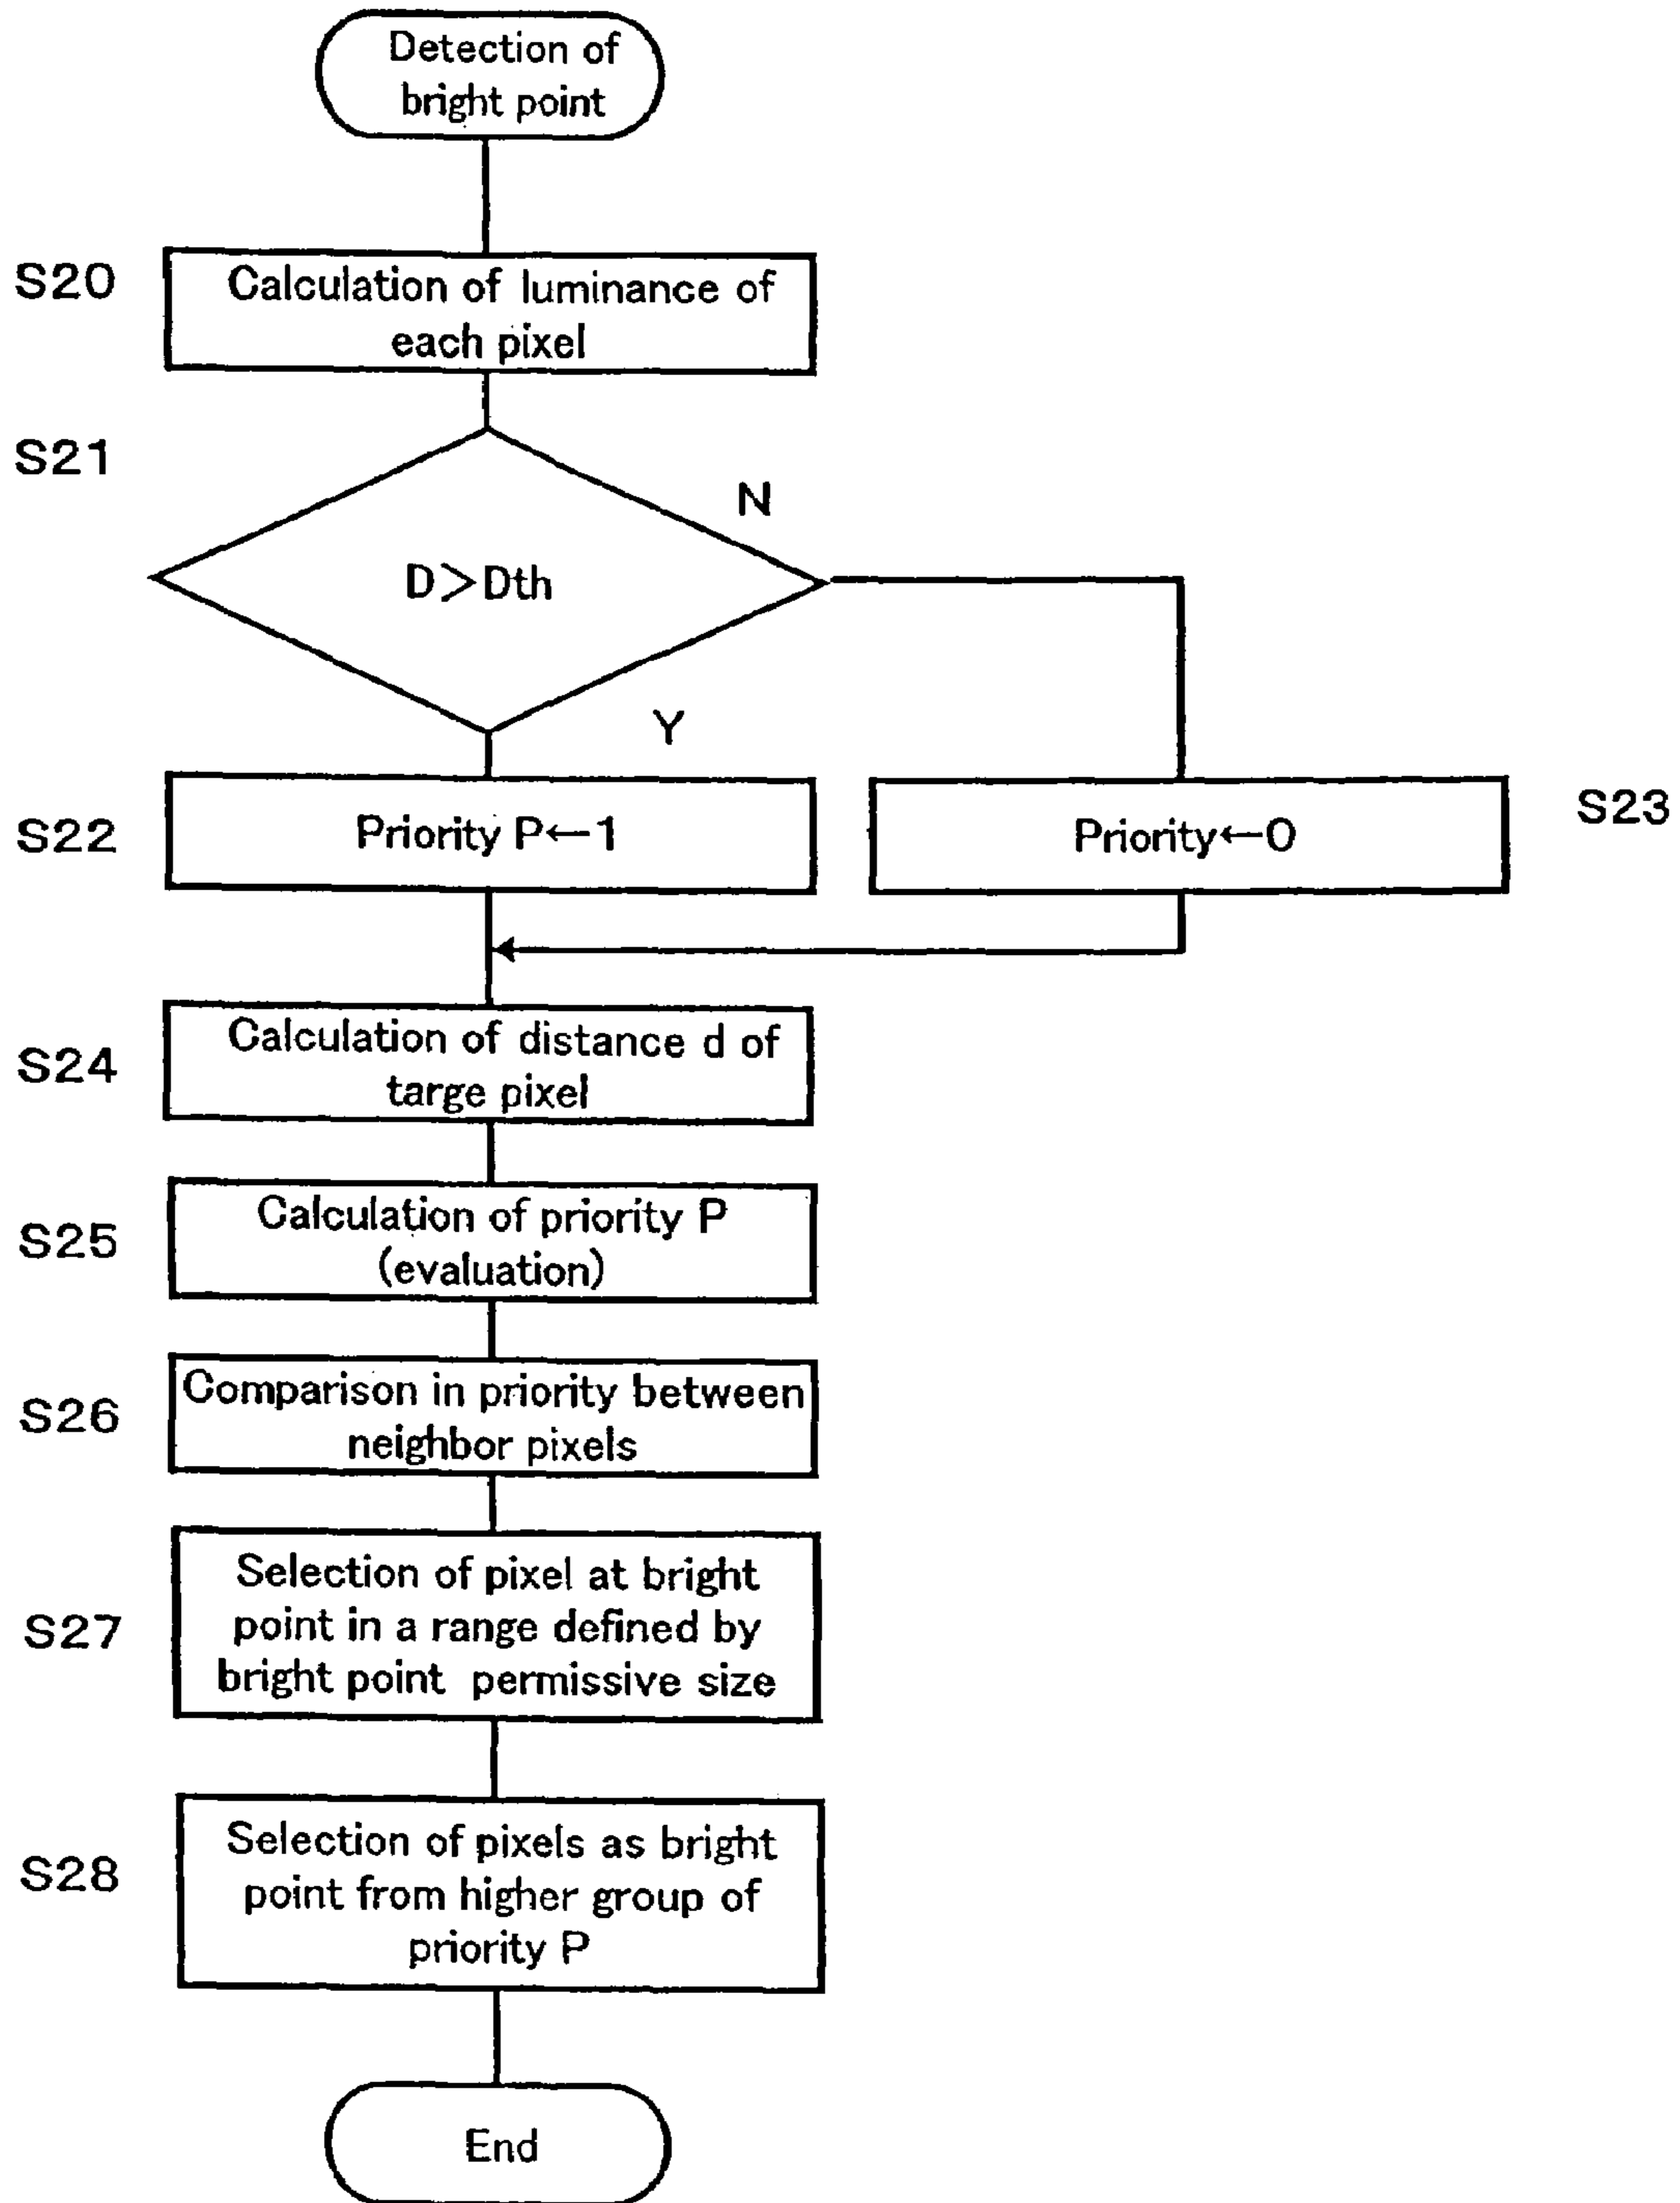 Detection of
bright point
S20
Calculation of luminance of
each pixel
S21
N
D>Dth
Y
S22
Priority P←1
Priority←0
S23
S24
Calculation of distance d of
targe pixel
S25
Calculation of priority P
(evaluation)
S26
Comparison in priority between
neighbor pixels
S27
Selection of pixel at bright
point in a range defined by
bright point permissive size
S28
Selection of pixels as bright
point from higher group of
priority P
End